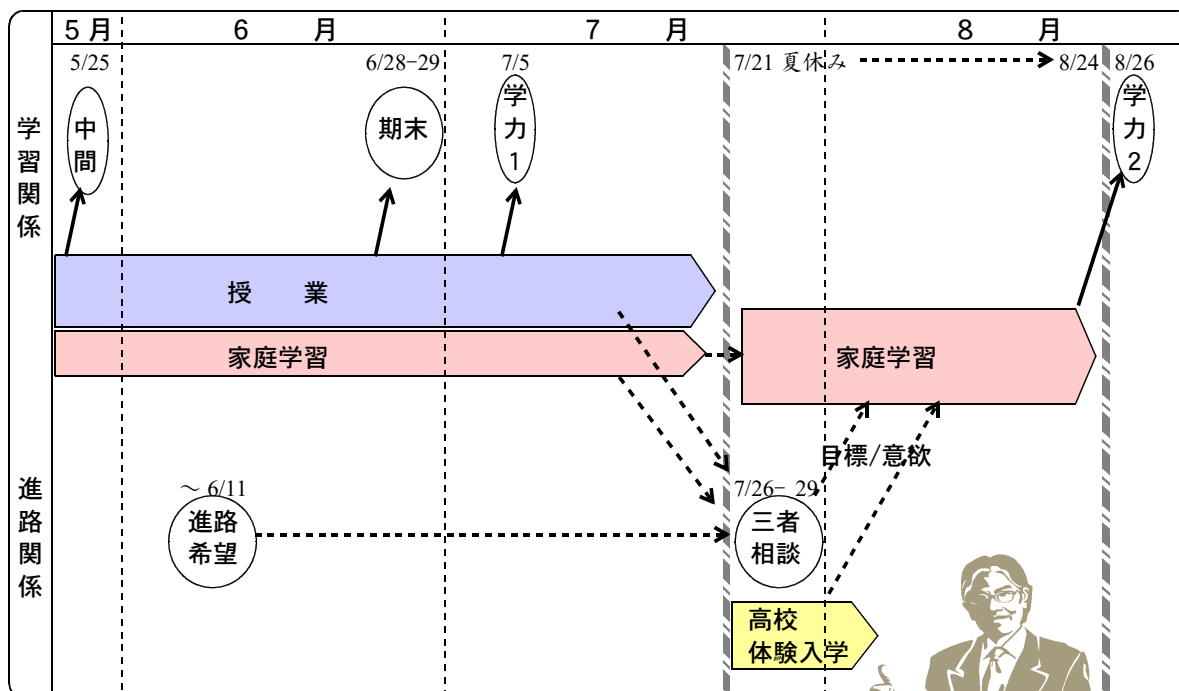 5月
6 月
7 月
8 月
学習関係
5/25
中間
6/28-29
期末
7/5
学力1
7/21 夏休み
8/24
8/26
学力2
授 業
家庭学習
家庭学習
目標/意欲
進路関係
～ 6/11
進路
希望
7/26- 29
三者
相談
高校
体験入学